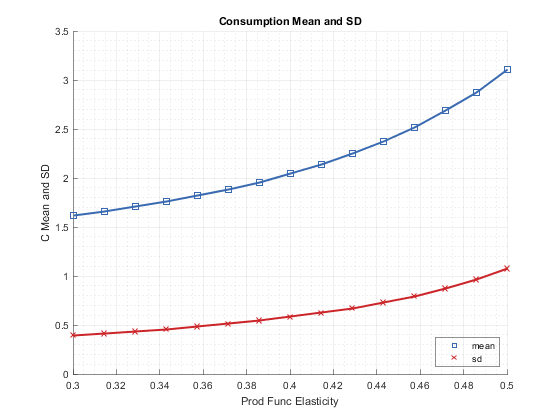 Consumption Mean and SD
C Mean and SD
3.5
3
2.5
2
1.5
1
0.5
0
0.3 0.32 0.34 0.36 0.38 0.4 0.42 0.44 0.46 0.48 0.5
Prod Func Elasticity
mean
sd